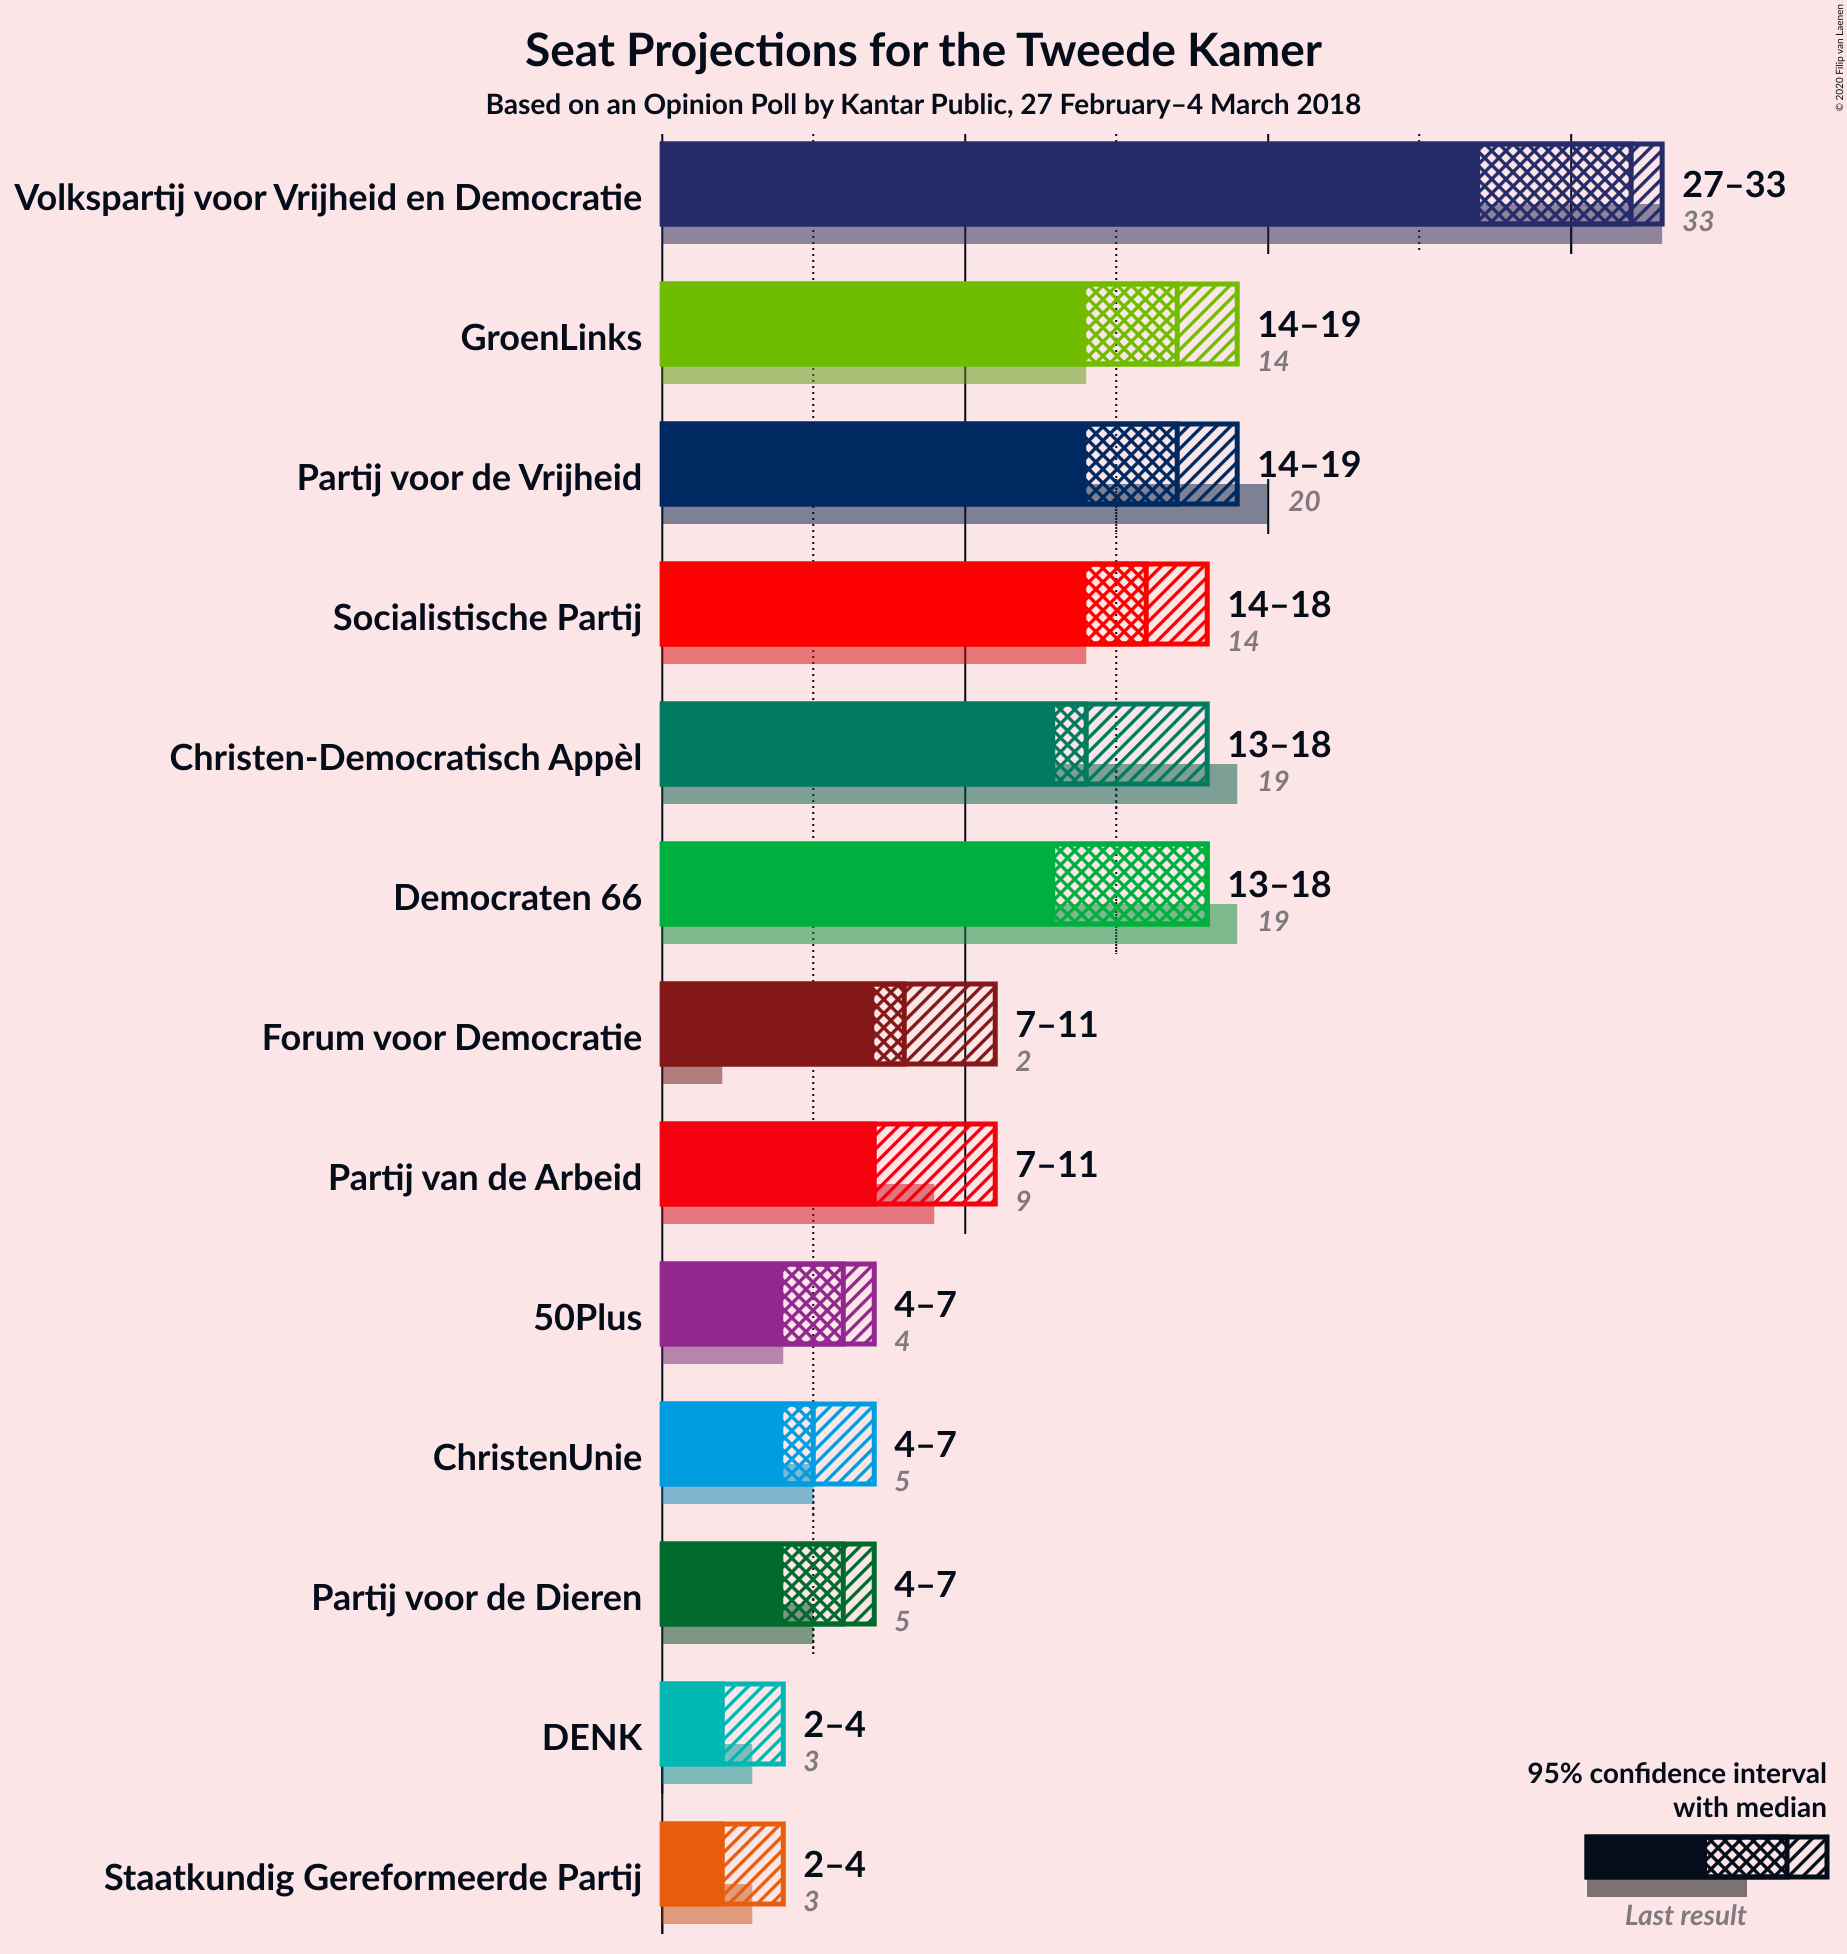 Seat Projections for the Tweede Kamer
Based on an Opinion Poll by Kantar Public, 27 February–4 March 2018
© 2020 Filip van Laenen
Volkspartij voor Vrijheid en Democratie
27–33
33
GroenLinks
14–19
14
Partij voor de Vrijheid
14–19
20
Socialistische Partij
14–18
14
Christen-Democratisch Appèl
13–18
19
Democraten 66
13–18
19
Forum voor Democratie
7–11
2
Partij van de Arbeid
7–11
9
50Plus
4–7
4
ChristenUnie
4–7
5
Partij voor de Dieren
4–7
5
DENK
2–4
3
Staatkundig Gereformeerde Partij
2–4
3
95% confidence interval
with median
Last result